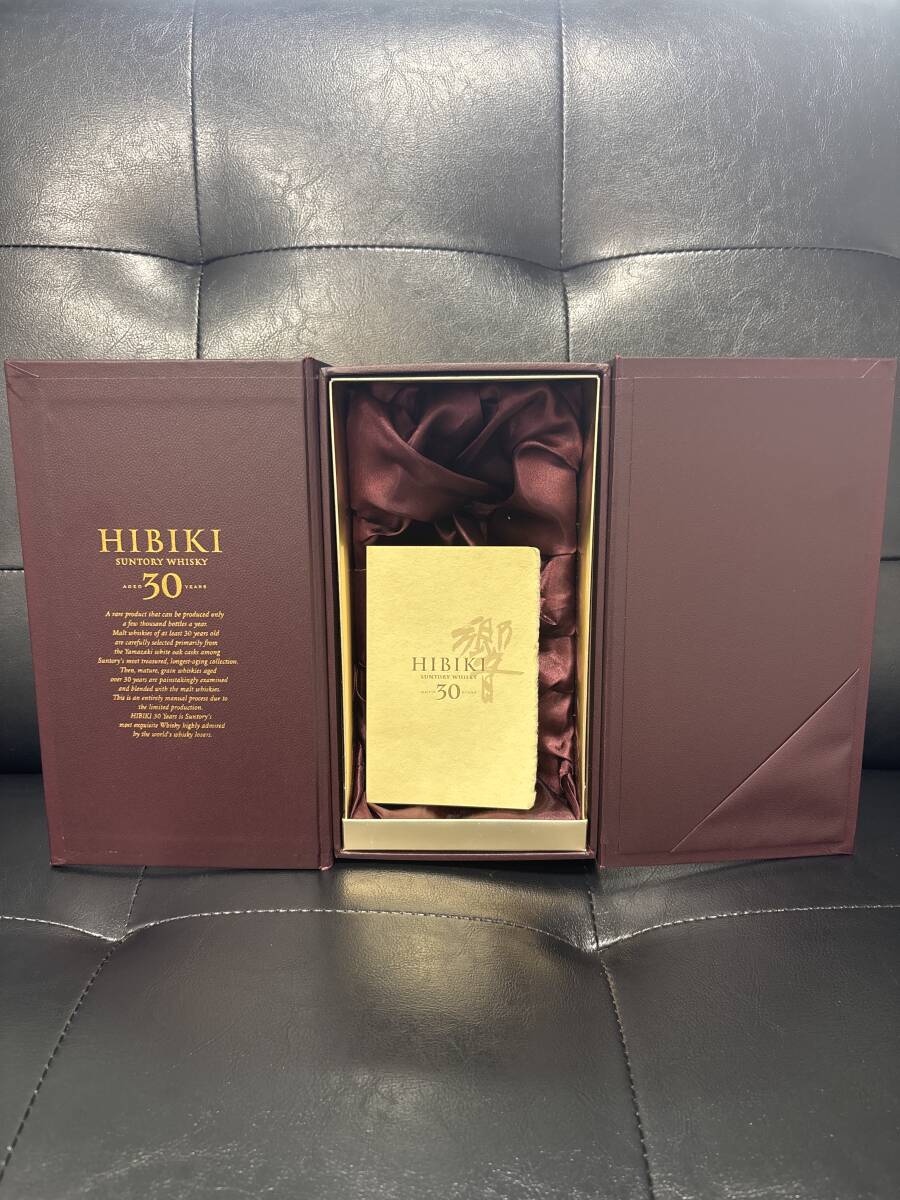 HIBIKI
SUNTORY WHISKY
AGED 30 YEARS
A rare product that can be produced only
a few thousand bottles a year.
Malt whiskies of at least 30 years old
are carefully selected primarily from
the Yamazaki white oak casks among
Suntory's most treasured, longest-aging collection.
Then, mature, grain whiskies aged
over 30 years are painstakingly examined
and blended with the malt whiskies.
This is an entirely manual process due to
the limited production.
HIBIKI 30 Years is Suntory's
most exquisite Whisky highly admired
by the world's whisky lovers.
響
HIBIKI
SUNTORY WHISKY
AGED 30 YEARS